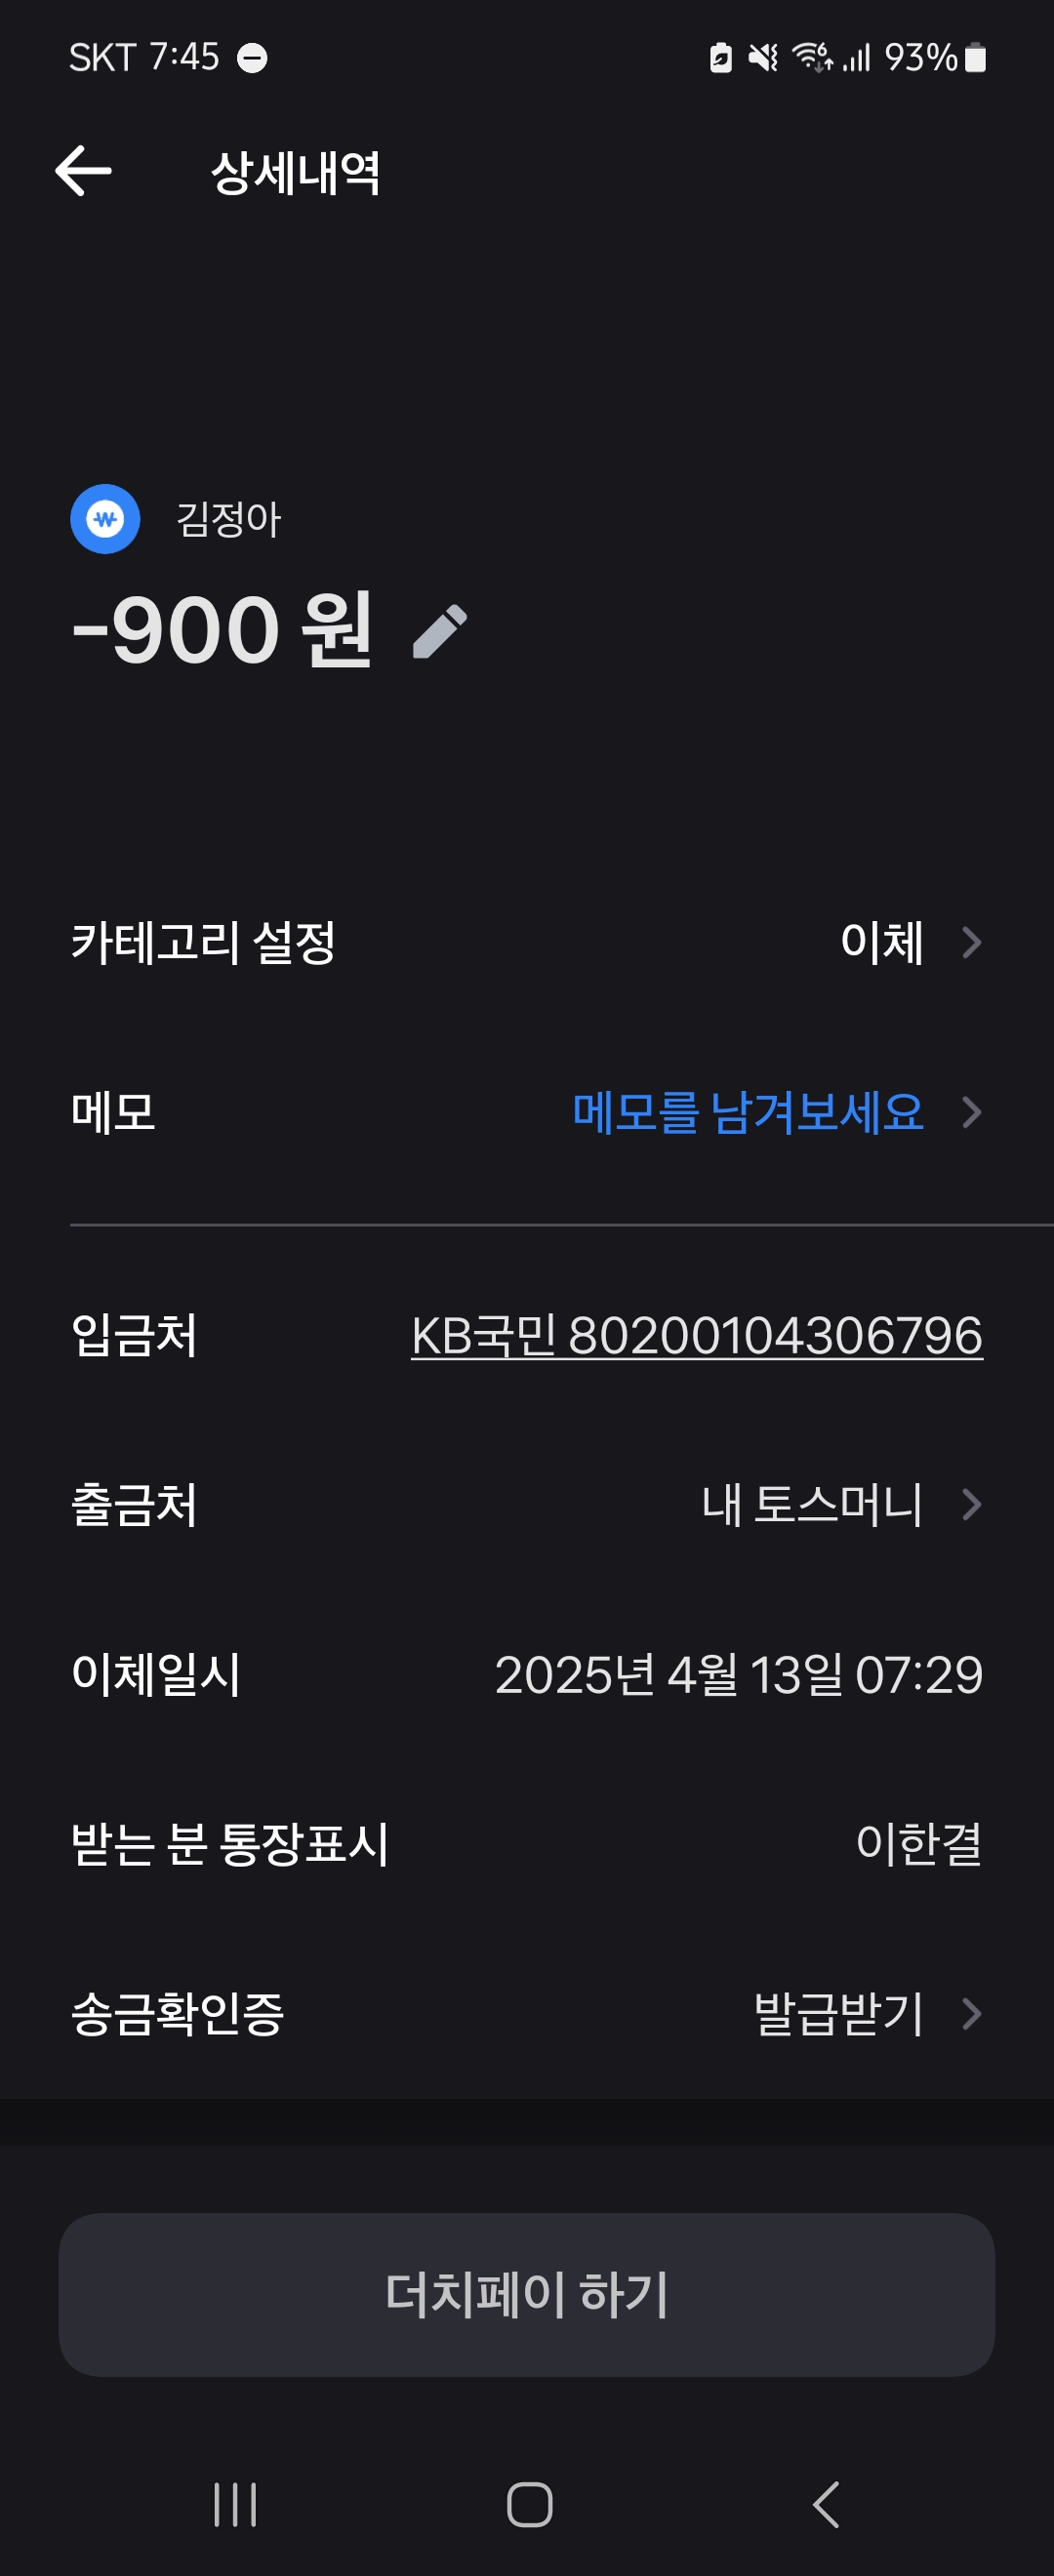 SKT 7:45 93%
상세내역
김정아
-900 원
카테고리 설정 이체
메모 메모를 남겨보세요
입금처 KB국민 80200104306796
출금처 내 토스머니
이체일시 2025년 4월 13일 07:29
받는 분 통장표시 이한결
송금확인증 발급받기
더치페이 하기